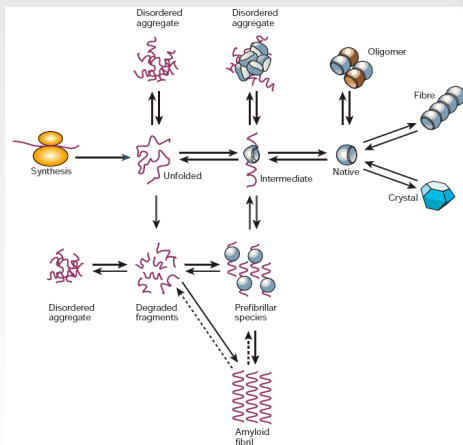 Disordered
aggregate
Disordered
aggregate
Oligomer
Fibre
Synthesis
Unfolded
Intermediate
Native
Crystal
Disordered
aggregate
Degraded
fragments
Prefibrillar
species
Amyloid
fibril